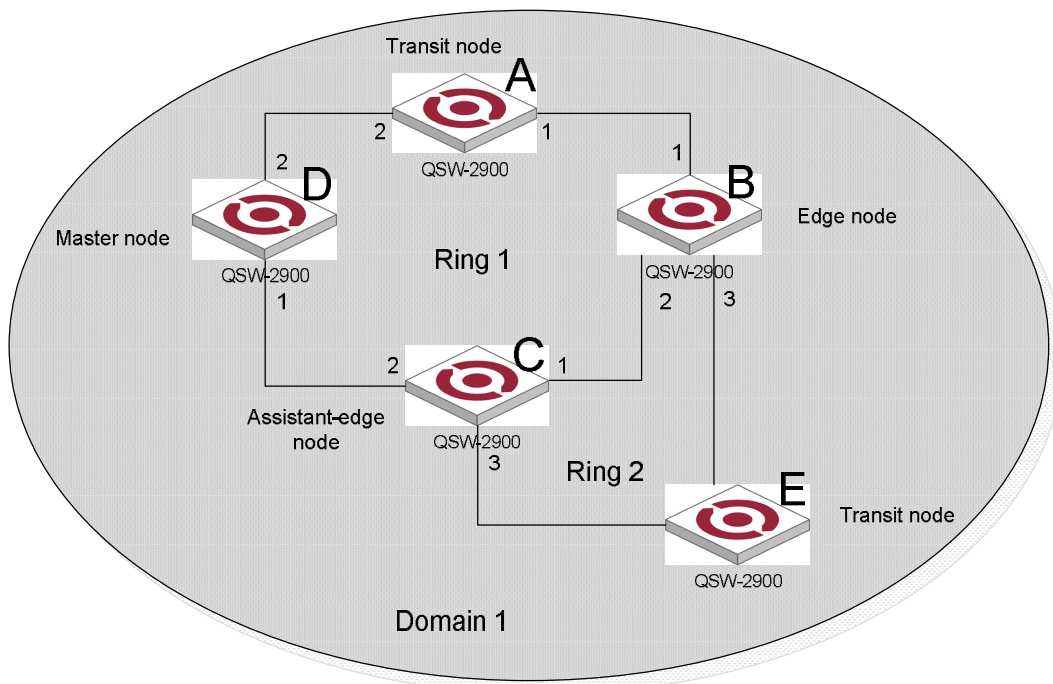 Transit node
A
2
1
QSW-2900
2
D
1
B
Master node
QSW-2900
Edge node
QSW-2900
Ring 1
1
2
3
2
C
1
Assistant-edge
node
QSW-2900
3
Ring 2
E
Transit node
QSW-2900
Domain 1